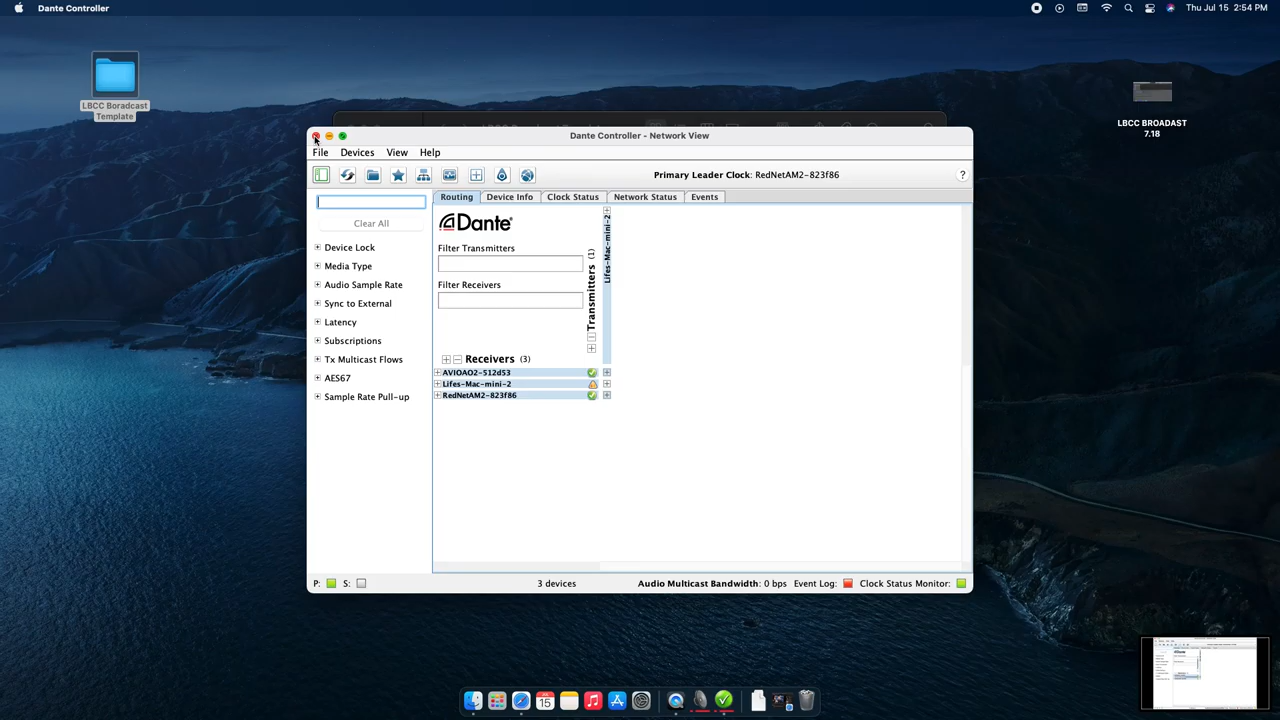 Dante Controller
Thu Jul 15 2:54 PM
LBCC Boradcast
Template
LBCC BROADAST
7.18
Dante Controller - Network View
File Devices View Help
Primary Leader Clock: RedNetAM2-823f86
?
Clear All
Device Lock
Media Type
Audio Sample Rate
Sync to External
Latency
Subscriptions
Tx Multicast Flows
AES67
Sample Rate Pull-up
Routing Device Info Clock Status Network Status Events
Dante
Filter Transmitters
Filter Receivers
Transmitters (1)
Lifes-Mac-mini-2
Receivers (3)
AVIOAO2-512d53
Lifes-Mac-mini-2
RedNetAM2-823f86
P: S: 3 devices Audio Multicast Bandwidth: 0 bps Event Log: Clock Status Monitor:
15